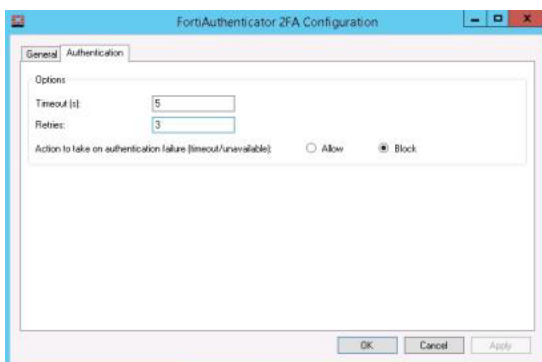 FortiAuthenticator 2FA Configuration
General Authentication
Options
Timeout (s): 5
Retries: 3
Action to take on authentication failure (timeout/unavailable): Allow Block
OK Cancel Apply